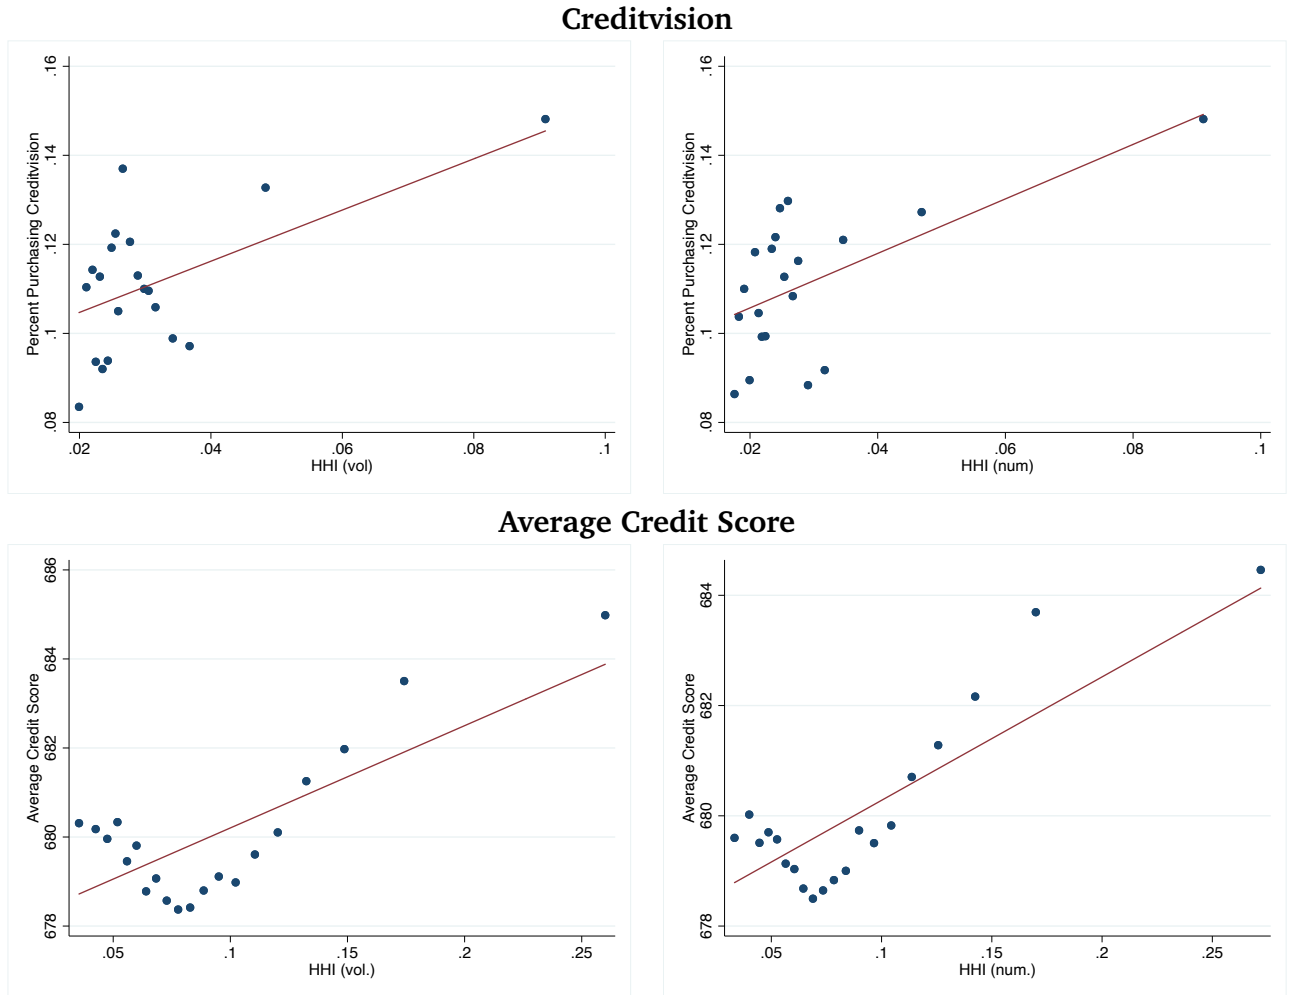 Creditvision
Percent Purchasing Creditvision
.16
.14
.12
.1
.08
.02 .04 .06 .08 .1
HHI (vol)
Percent Purchasing Creditvision
.16
.14
.12
.1
.08
.02 .04 .06 .08 .1
HHI (num)
Average Credit Score
Average Credit Score
686
684
682
680
678
.05 .1 .15 .2 .25
HHI (vol.)
Average Credit Score
684
682
680
678
.05 .1 .15 .2 .25
HHI (num.)